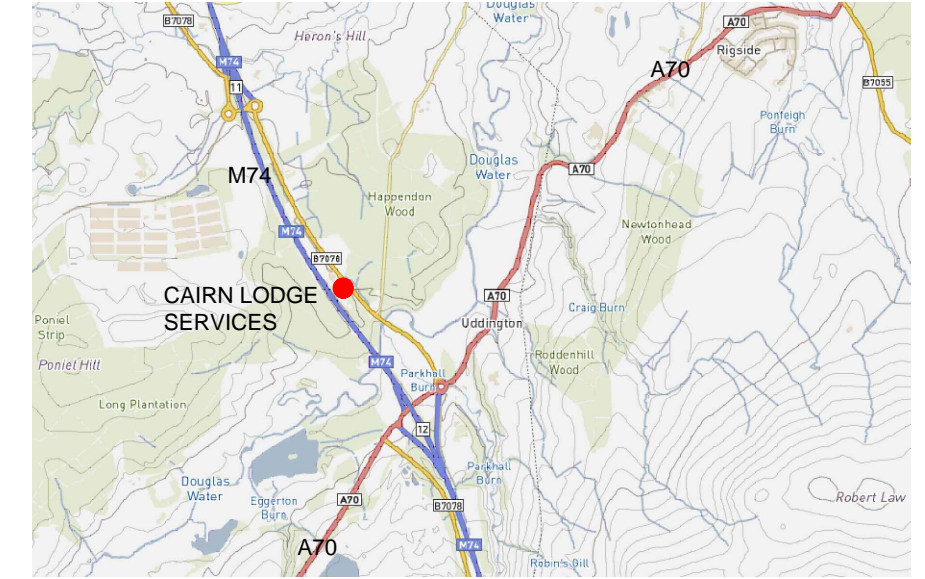 B7078
Heron's Hill
Douglas
Water
A70
Rigside
A70
M74
11
B7055
Ponfeigh
Burn
M74
Douglas
Water
A70
Happendon
Wood
Newtonhead
Wood
M74
B7078
CAIRN LODGE
SERVICES
A70
Craig Burn
Poniel
Strip
Uddington
Poniel Hill
M74
Parkhall
Burn
Roddenhill
Wood
Long Plantation
12
Douglas
Water
Parkhall
Burn
Eggerton
Burn
A70
B7078
Robert Law
A70
M74
Robin's Gill